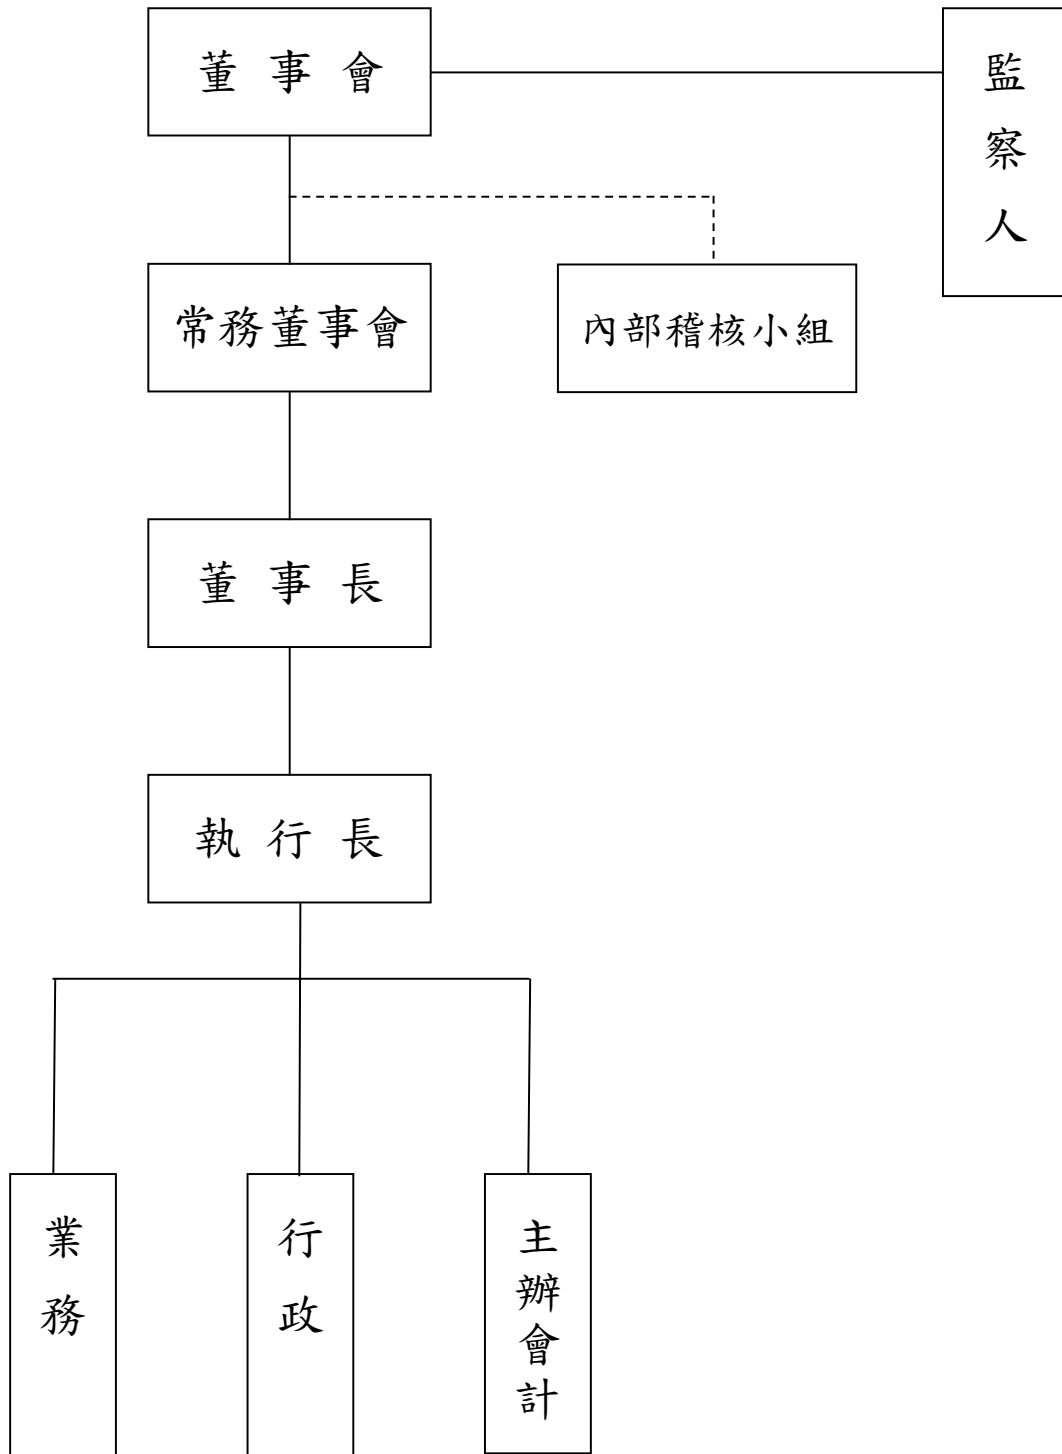 董事會
監察人
常務董事會
內部稽核小組
董事長
執行長
業務
行政
主辦會計